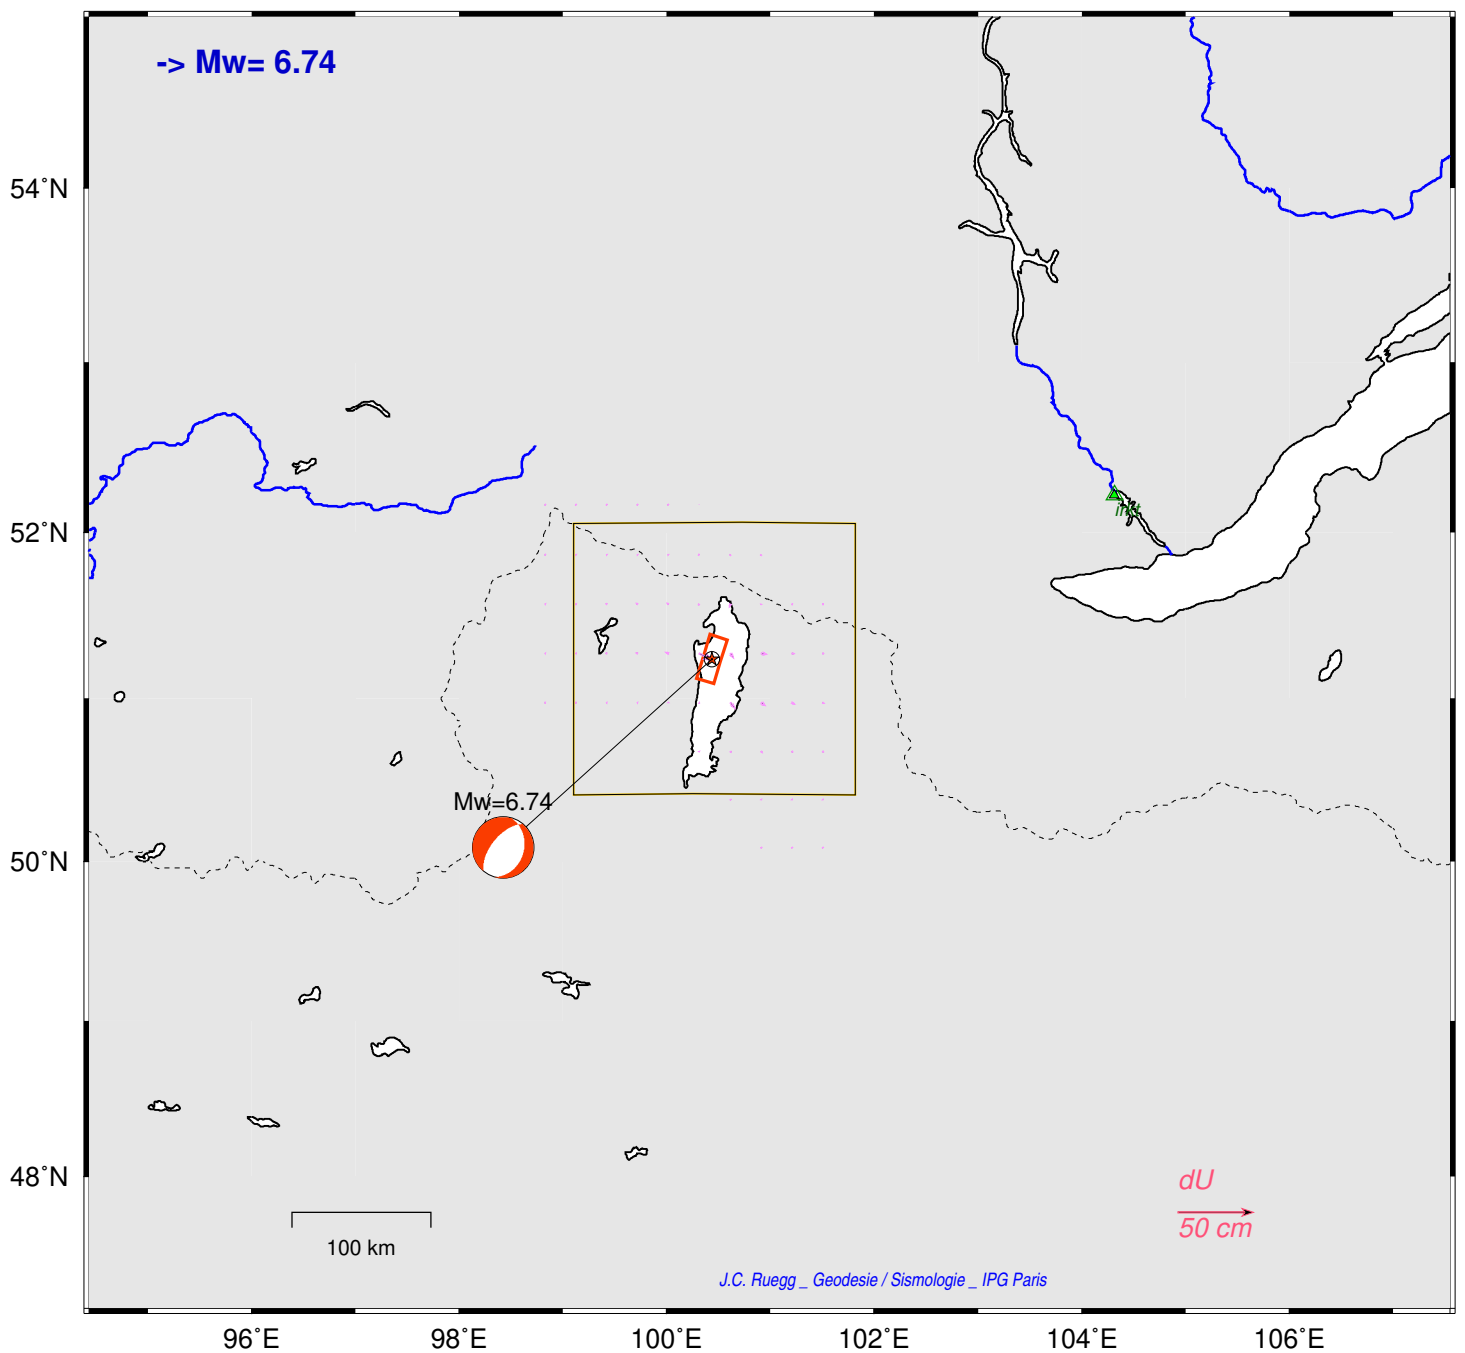 -> Mw= 6.74
54˚N
52˚N
irkt
Mw=6.74
50˚N
48˚N
dU
50 cm
100 km
J.C. Ruegg _ Geodesie / Sismologie _ IPG Paris
96˚E
98˚E
100˚E
102˚E
104˚E
106˚E